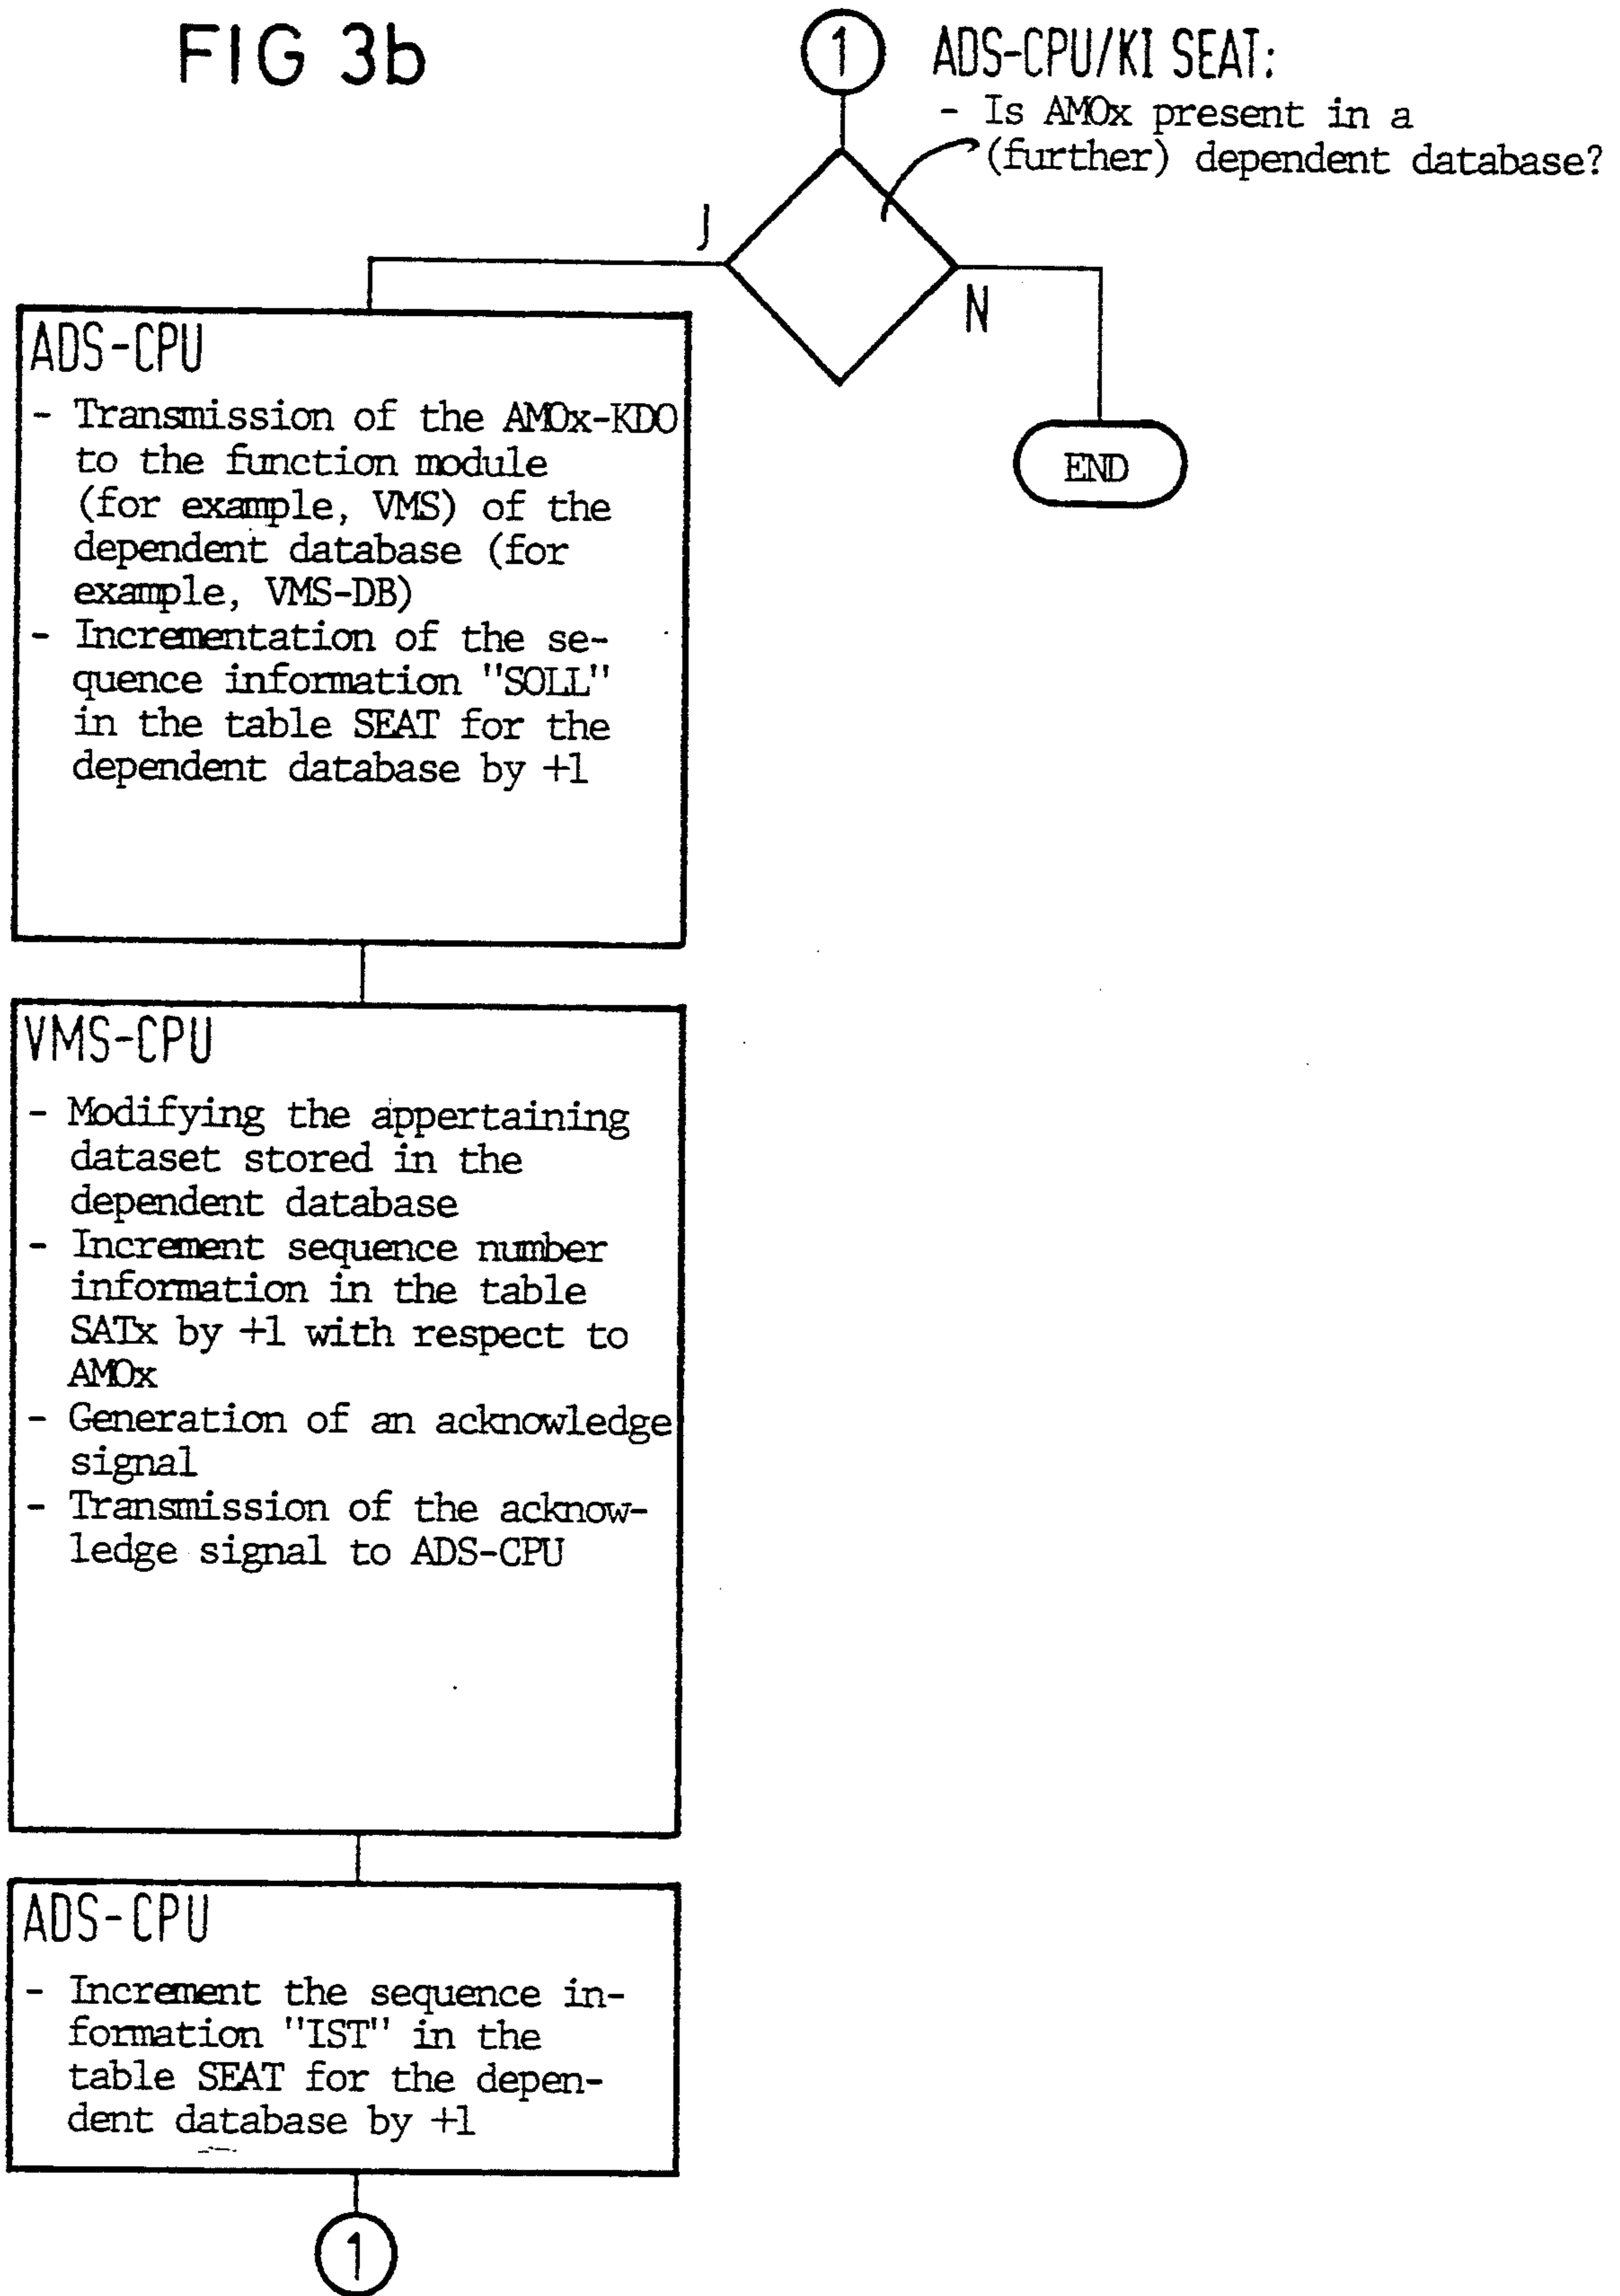 FIG 3b
1
ADS-CPU/KI SEAT:
- Is AMOx present in a
(further) dependent database?
J
N
END
ADS-CPU
- Transmission of the AMOx-KDO
to the function module
(for example, VMS) of the
dependent database (for
example, VMS-DB)
- Incrementation of the se-
quence information "SOLL"
in the table SEAT for the
dependent database by +1
VMS-CPU
- Modifying the appertaining
dataset stored in the
dependent database
- Increment sequence number
information in the table
SATx by +1 with respect to
AMOx
- Generation of an acknowledge
signal
- Transmission of the acknow-
ledge signal to ADS-CPU
ADS-CPU
- Increment the sequence in-
formation "IST" in the
table SEAT for the depen-
dent database by +1
1